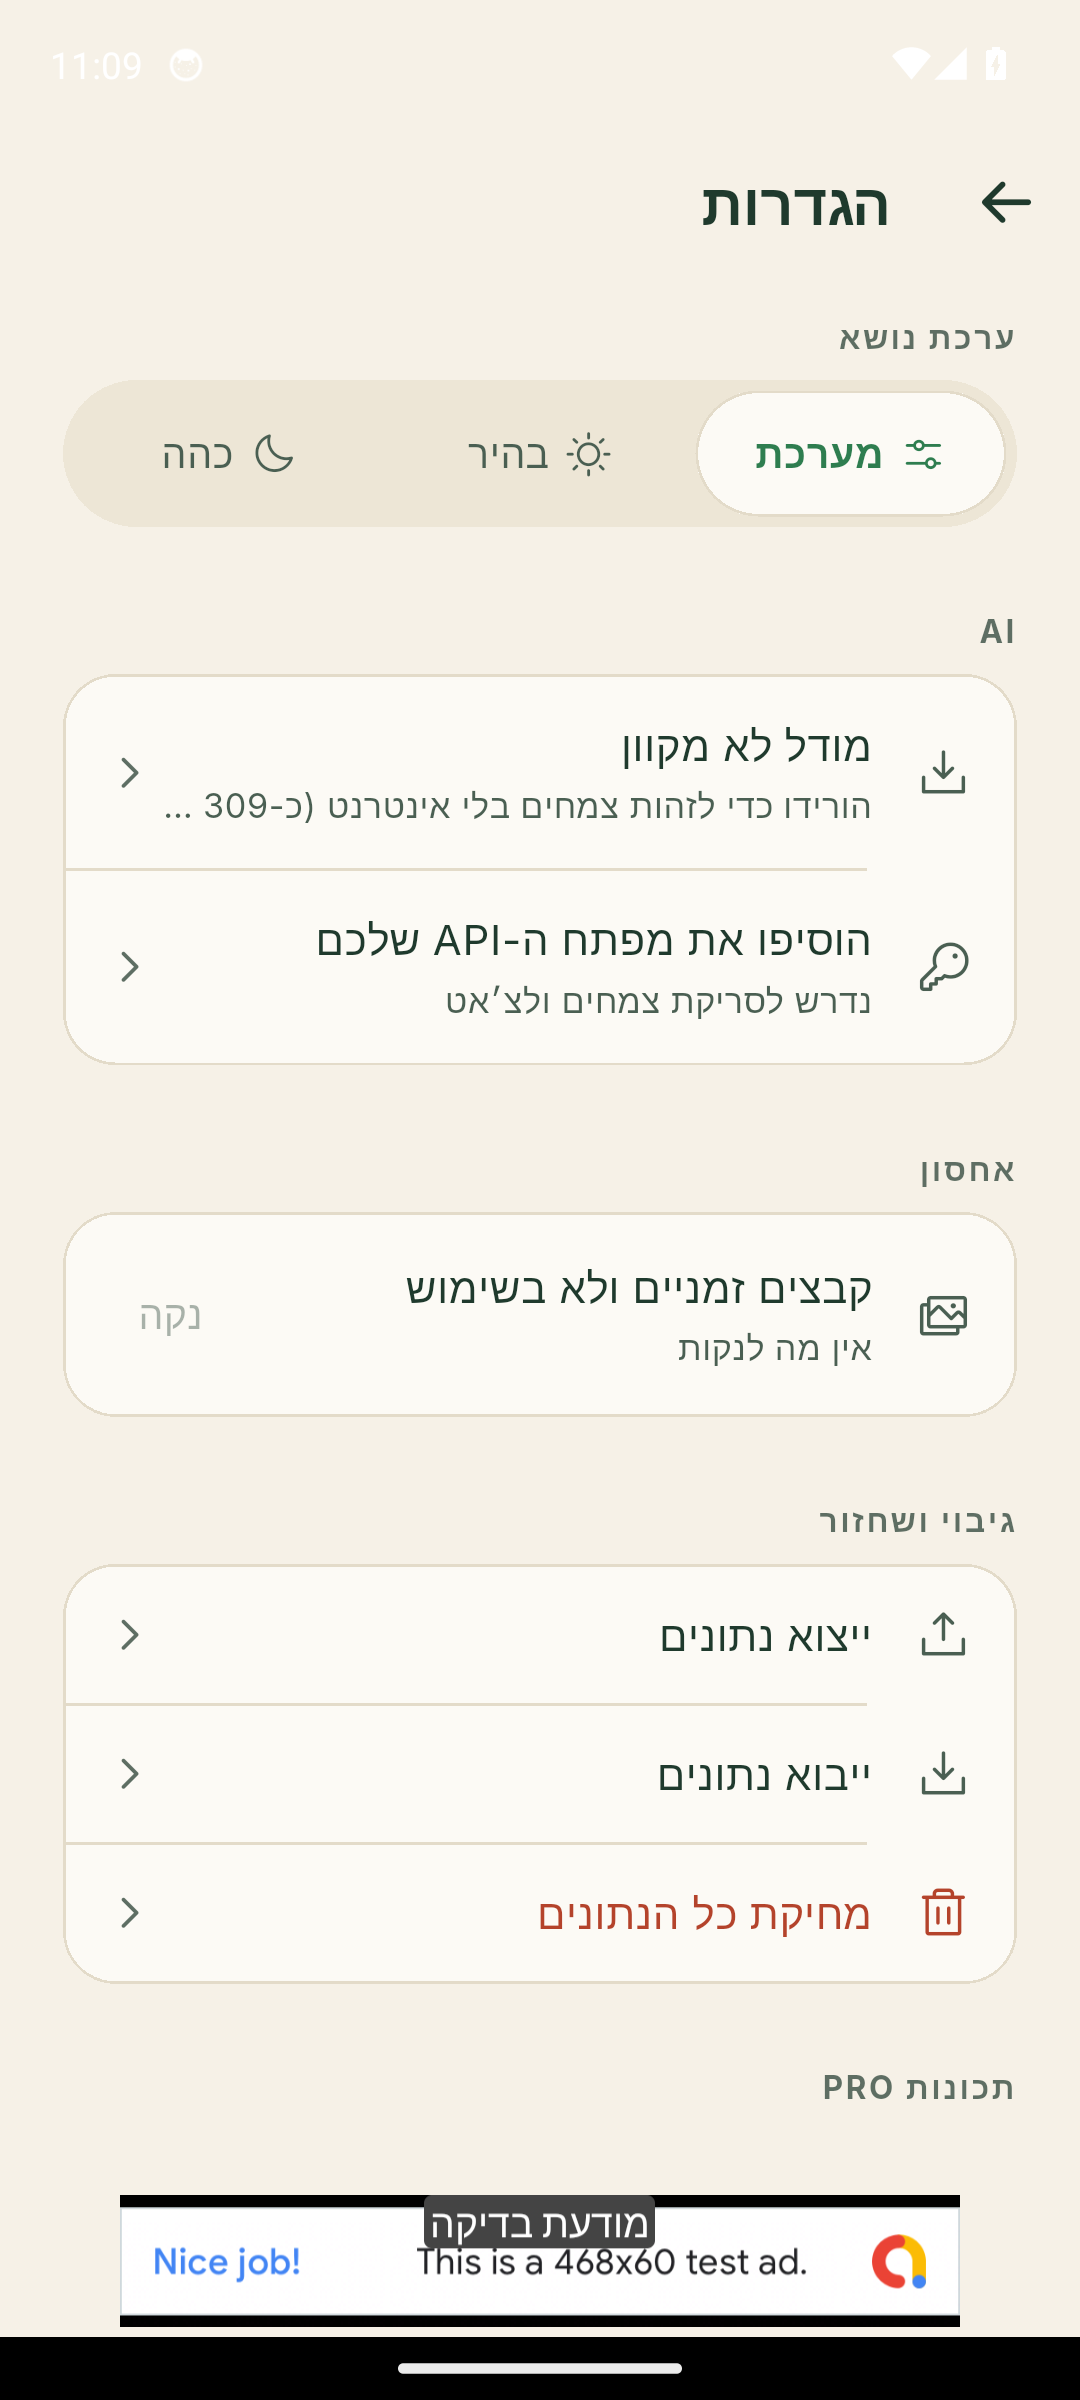 11:09
הגדרות
ערכת נושא
מערכת
בהיר
כהה
AI
מודל לא מקוון
הורידו כדי לזהות צמחים בלי אינטרנט (כ-309 ...
הוסיפו את מפתח ה-API שלכם
נדרש לסריקת צמחים ולצ׳אט
אחסון
קבצים זמניים ולא בשימוש
אין מה לנקות
נקה
גיבוי ושחזור
ייצוא נתונים
ייבוא נתונים
מחיקת כל הנתונים
תכונות PRO
מודעת בדיקה
Nice job!
This is a 468x60 test ad.